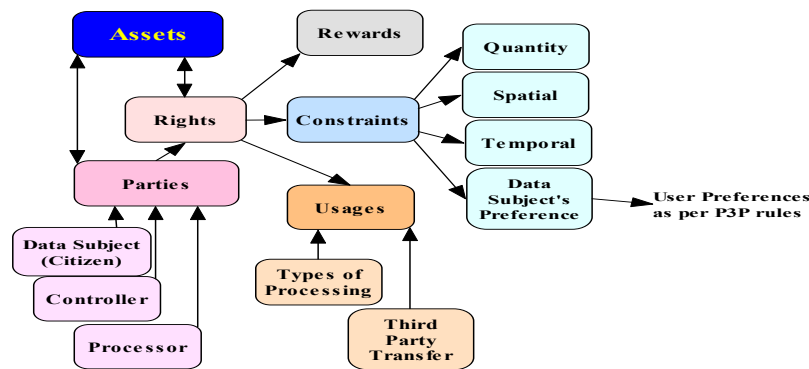 Assets
Rewards
Quantity
Spatial
Rights
Constraints
Temporal
Parties
Data
Subject's
Preference
User Preferences
as per P3P rules
Usages
Data Subject
(Citizen)
Types of
Processing
Controller
Third
Party
Transfer
Processor